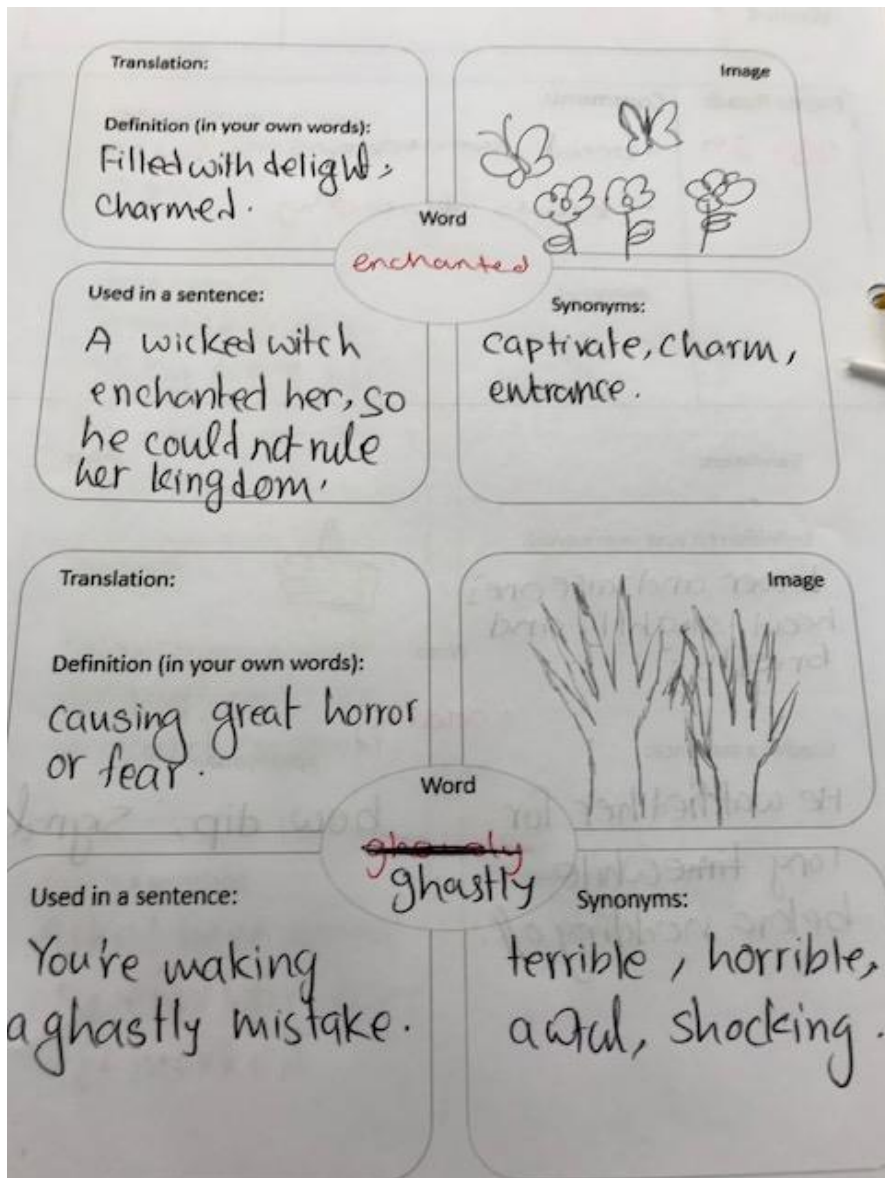 Translation:
Image
Definition (in your own words):
Filled with delight,
charmed.
Word
enchanted
Used in a sentence:
A wicked witch
enchanted her, so
he could not rule
her kingdom.
Synonyms:
captivate, charm,
entrance.
Translation:
Image
Definition (in your own words):
causing great horror
or fear.
Word
ghastly
Used in a sentence:
You're making
a ghastly mistake.
Synonyms:
terrible, horrible,
awful, shocking.